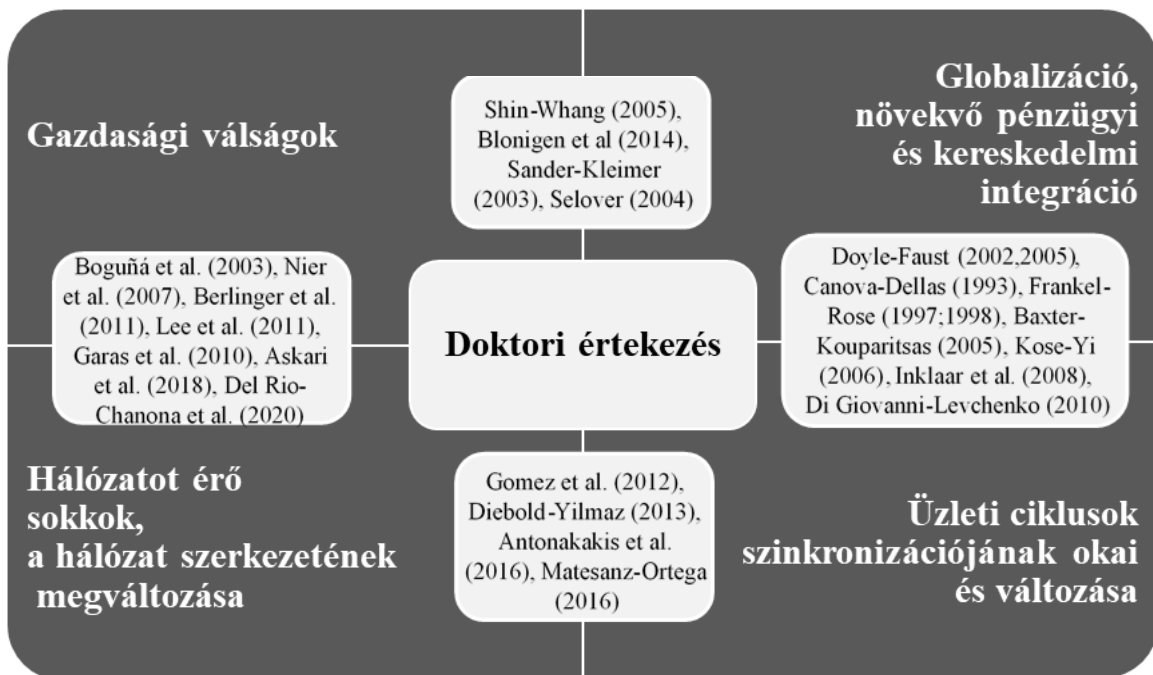 Gazdasági válságok
Globalizáció,
növekvő pénzügyi
és kereskedelmi
integráció
Shin-Whang (2005),
Blonigen et al (2014),
Sander-Kleimer
(2003), Selover (2004)
Boguñá et al. (2003), Nier
et al. (2007), Berlinger et al.
(2011), Lee et al. (2011),
Garas et al. (2010), Askari
et al. (2018), Del Rio-
Chanona et al. (2020)
Doktori értekezés
Doyle-Faust (2002,2005),
Canova-Dellas (1993), Frankel-
Rose (1997;1998), Baxter-
Kouparitsas (2005), Kose-Yi
(2006), Inklaar et al. (2008),
Di Giovanni-Levchenko (2010)
Hálózatot érő
sokkok,
a hálózat szerkezetének
megváltozása
Gomez et al. (2012),
Diebold-Yilmaz (2013),
Antonakakis et al.
(2016), Matesanz-Ortega
(2016)
Üzleti ciklusok
szinkronizációjának okai
és változása